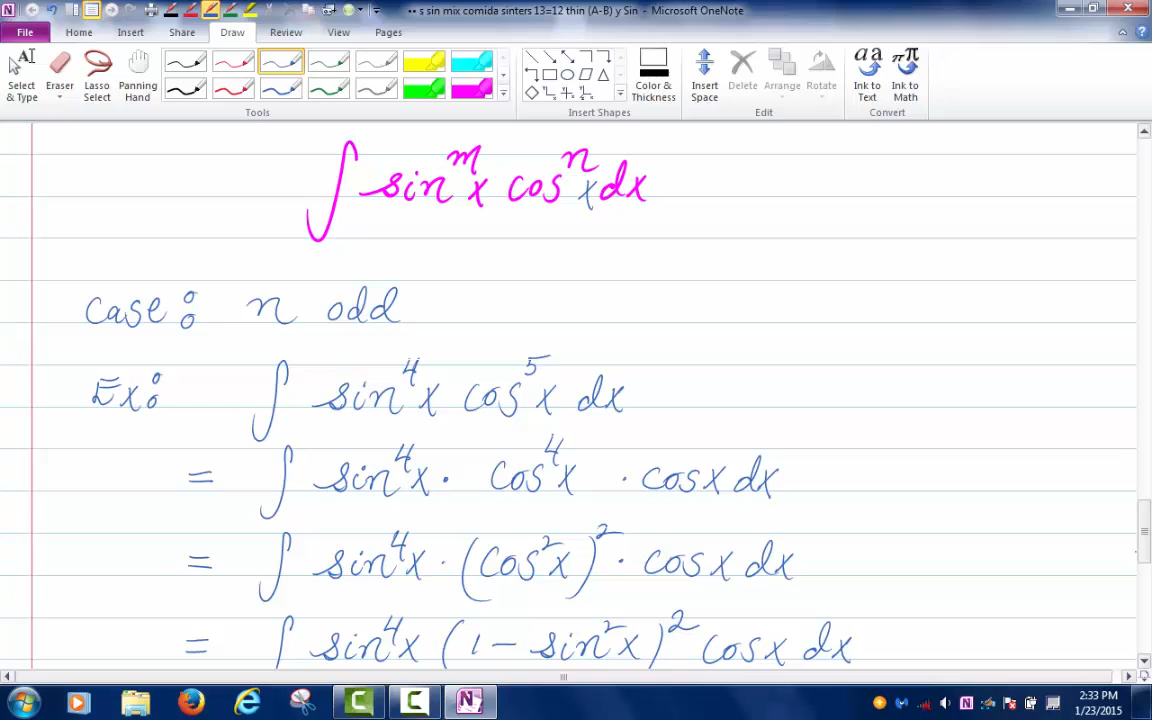 •• s sin mix comida sinters 13=12 thin (A-B) y Sin - Microsoft OneNote
File Home Insert Share Draw Review View Pages
Select & Type Eraser Lasso Select Panning Hand Color & Thickness Insert Space Delete Arrange Rotate Ink to Text Ink to Math
Tools Insert Shapes Edit Convert
∫ sin^m x cos^n x dx
case: n odd
Ex: ∫ sin^4 x cos^5 x dx
= ∫ sin^4 x · cos^4 x · cos x dx
= ∫ sin^4 x · (cos^2 x)^2 · cos x dx
= ∫ sin^4 x (1 - sin^2 x)^2 cos x dx
2:33 PM
1/23/2015